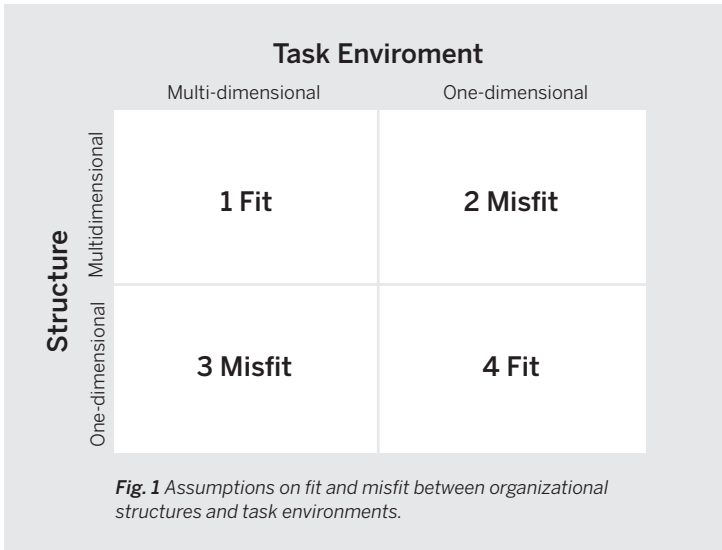 Task Enviroment
Multi-dimensional One-dimensional
Structure
Multidimensional
1 Fit 2 Misfit
One-dimensional
3 Misfit 4 Fit
Fig. 1 Assumptions on fit and misfit between organizational
structures and task environments.